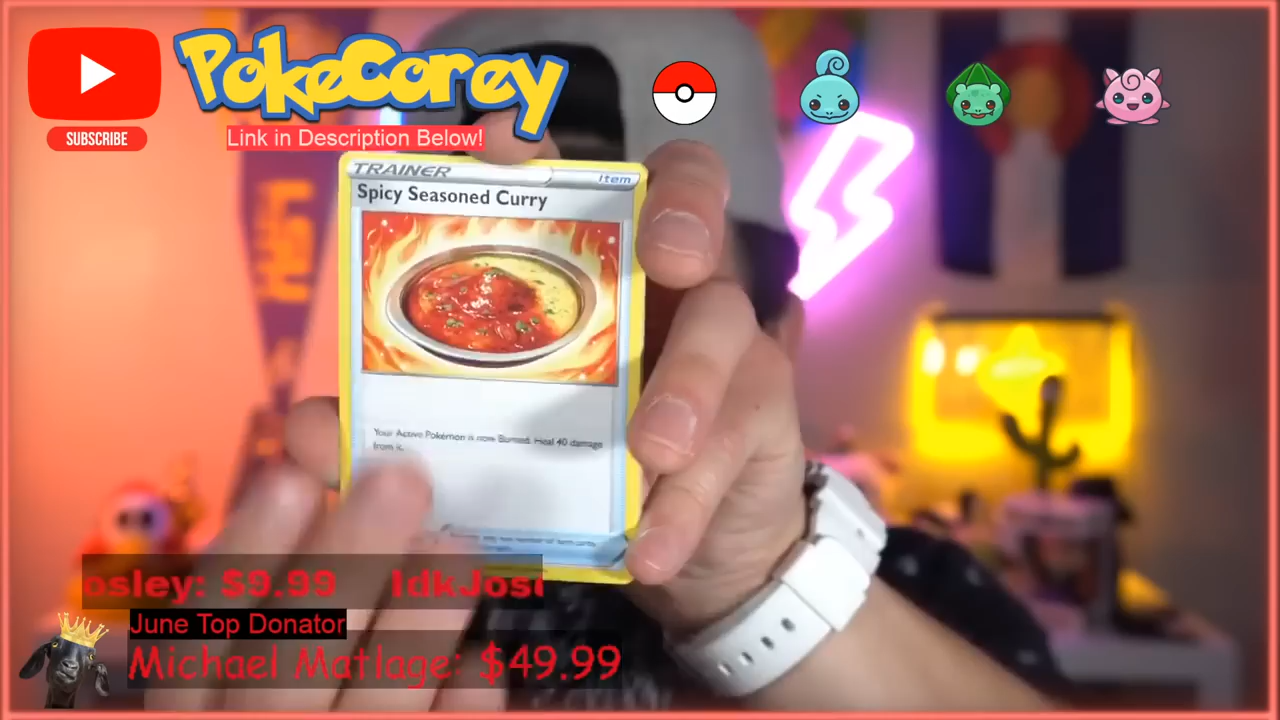 PokeCorey
SUBSCRIBE
Link in Description Below!
TRAINER
Item
Spicy Seasoned Curry
Your Active Pokémon is now Burned. Heal 40 damage
from it.
osley: $9.99 IdkJos
June Top Donator
Michael Matlage: $49.99